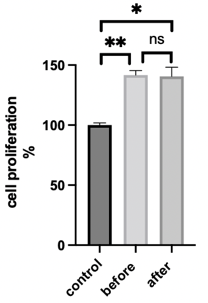 *
** ns
150
100
50
0
cell proliferation
%
control before after